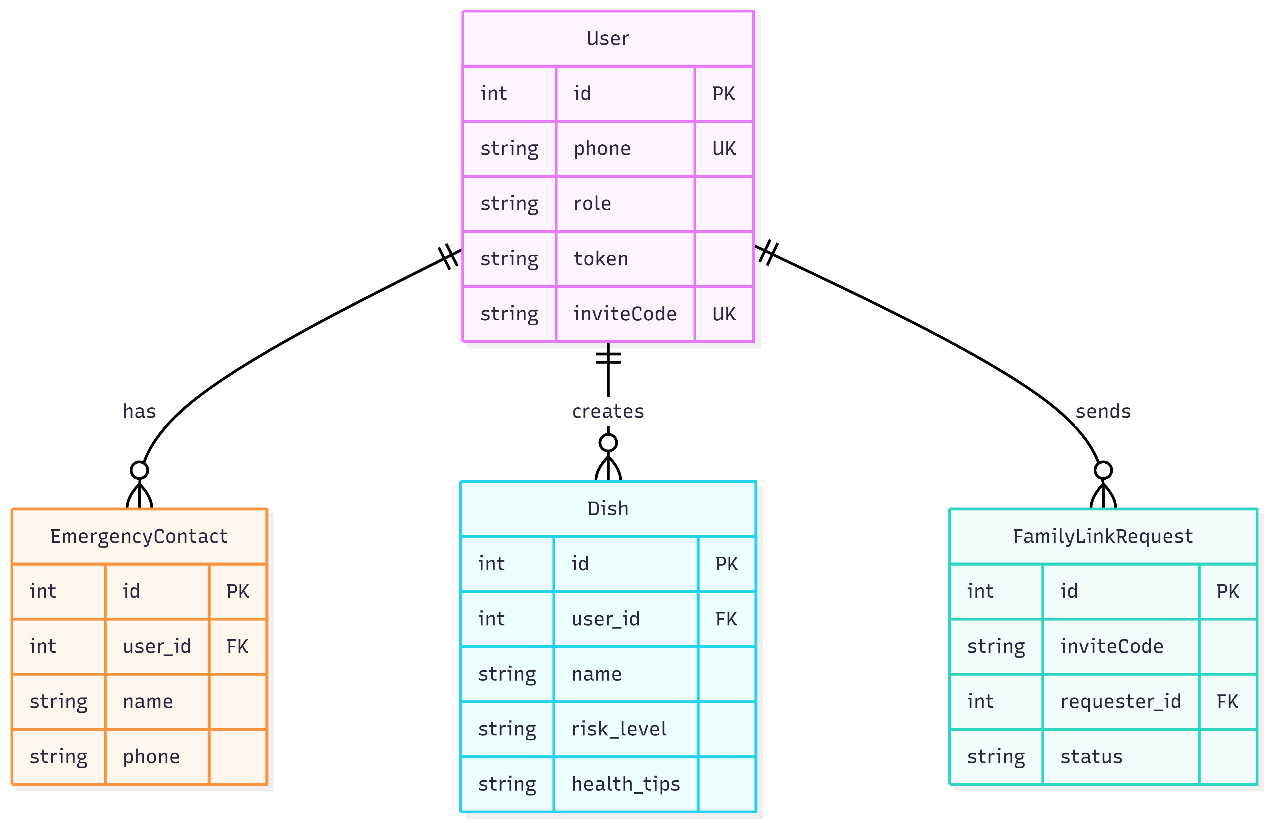 User
int id PK
string phone UK
string role
string token
string inviteCode UK
has
creates
sends
EmergencyContact
int id PK
int user_id FK
string name
string phone
Dish
int id PK
int user_id FK
string name
string risk_level
string health_tips
FamilyLinkRequest
int id PK
string inviteCode
int requester_id FK
string status